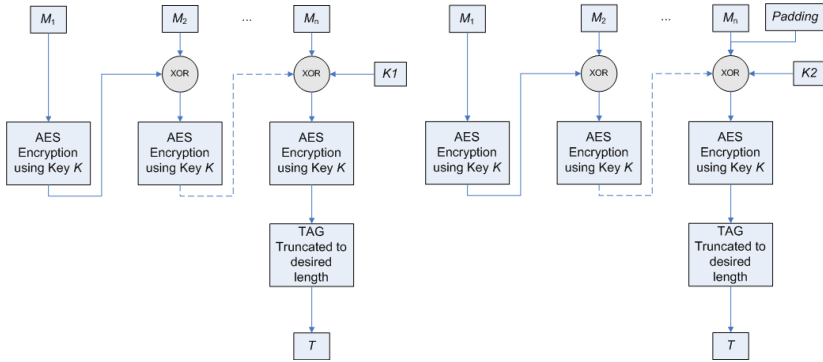 M1
M2
...
Mn
XOR
XOR
K1
AES
Encryption
using Key K
AES
Encryption
using Key K
AES
Encryption
using Key K
TAG
Truncated to
desired
length
T
M1
M2
...
Mn
Padding
XOR
XOR
K2
AES
Encryption
using Key K
AES
Encryption
using Key K
AES
Encryption
using Key K
TAG
Truncated to
desired
length
T